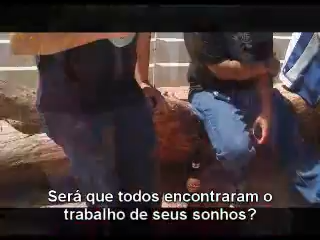 Será que todos encontraram o
trabalho de seus sonhos?